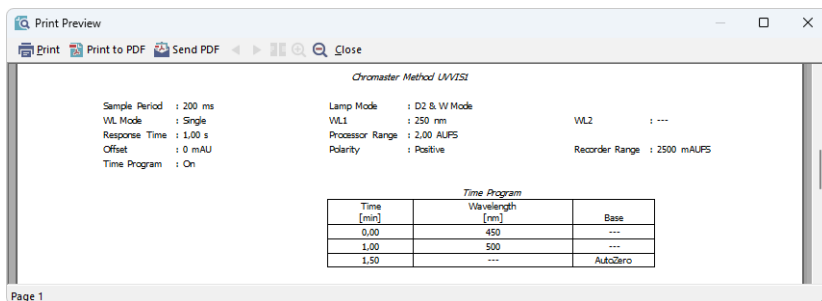 Print Preview
Print Print to PDF Send PDF Close
Chromaster Method UVVIS1
Sample Period : 200 ms Lamp Mode : D2 & W Mode
WL Mode : Single WL1 : 250 nm WL2 : ---
Response Time : 1,00 s Processor Range : 2,00 AUFS
Offset : 0 mAU Polarity : Positive Recorder Range : 2500 mAUFS
Time Program : On
Time Program
Time Wavelength
[min] [nm] Base
0,00 450 ---
1,00 500 ---
1,50 --- AutoZero
Page 1